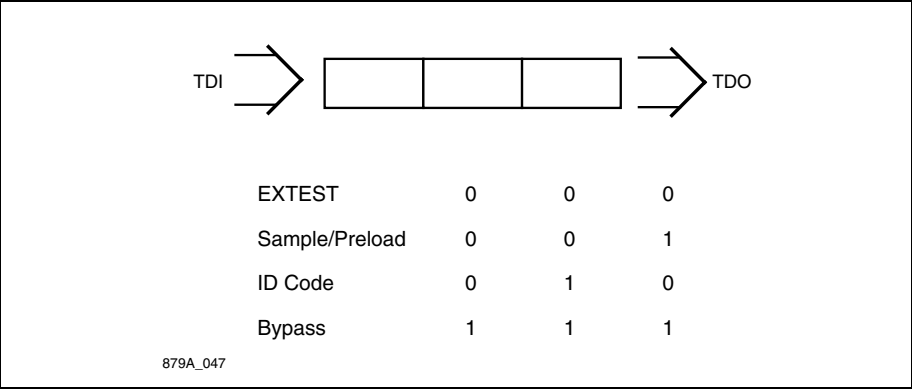 TDI TDO
EXTEST 0 0 0
Sample/Preload 0 0 1
ID Code 0 1 0
Bypass 1 1 1
879A_047